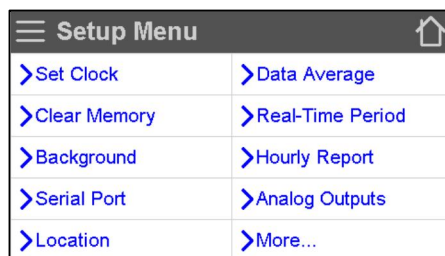 Setup Menu
Set Clock
Data Average
Clear Memory
Real-Time Period
Background
Hourly Report
Serial Port
Analog Outputs
Location
More...